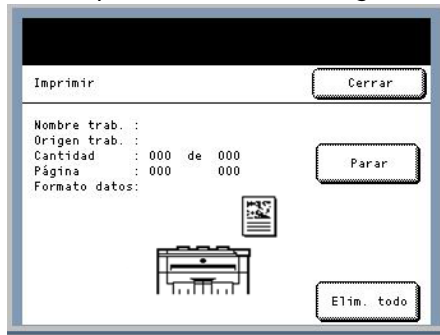 Imprimir
Cerrar
Nombre trab. :
Origen trab. :
Cantidad : 000 de 000
Página : 000 000
Formato datos:
Parar
Elim. todo